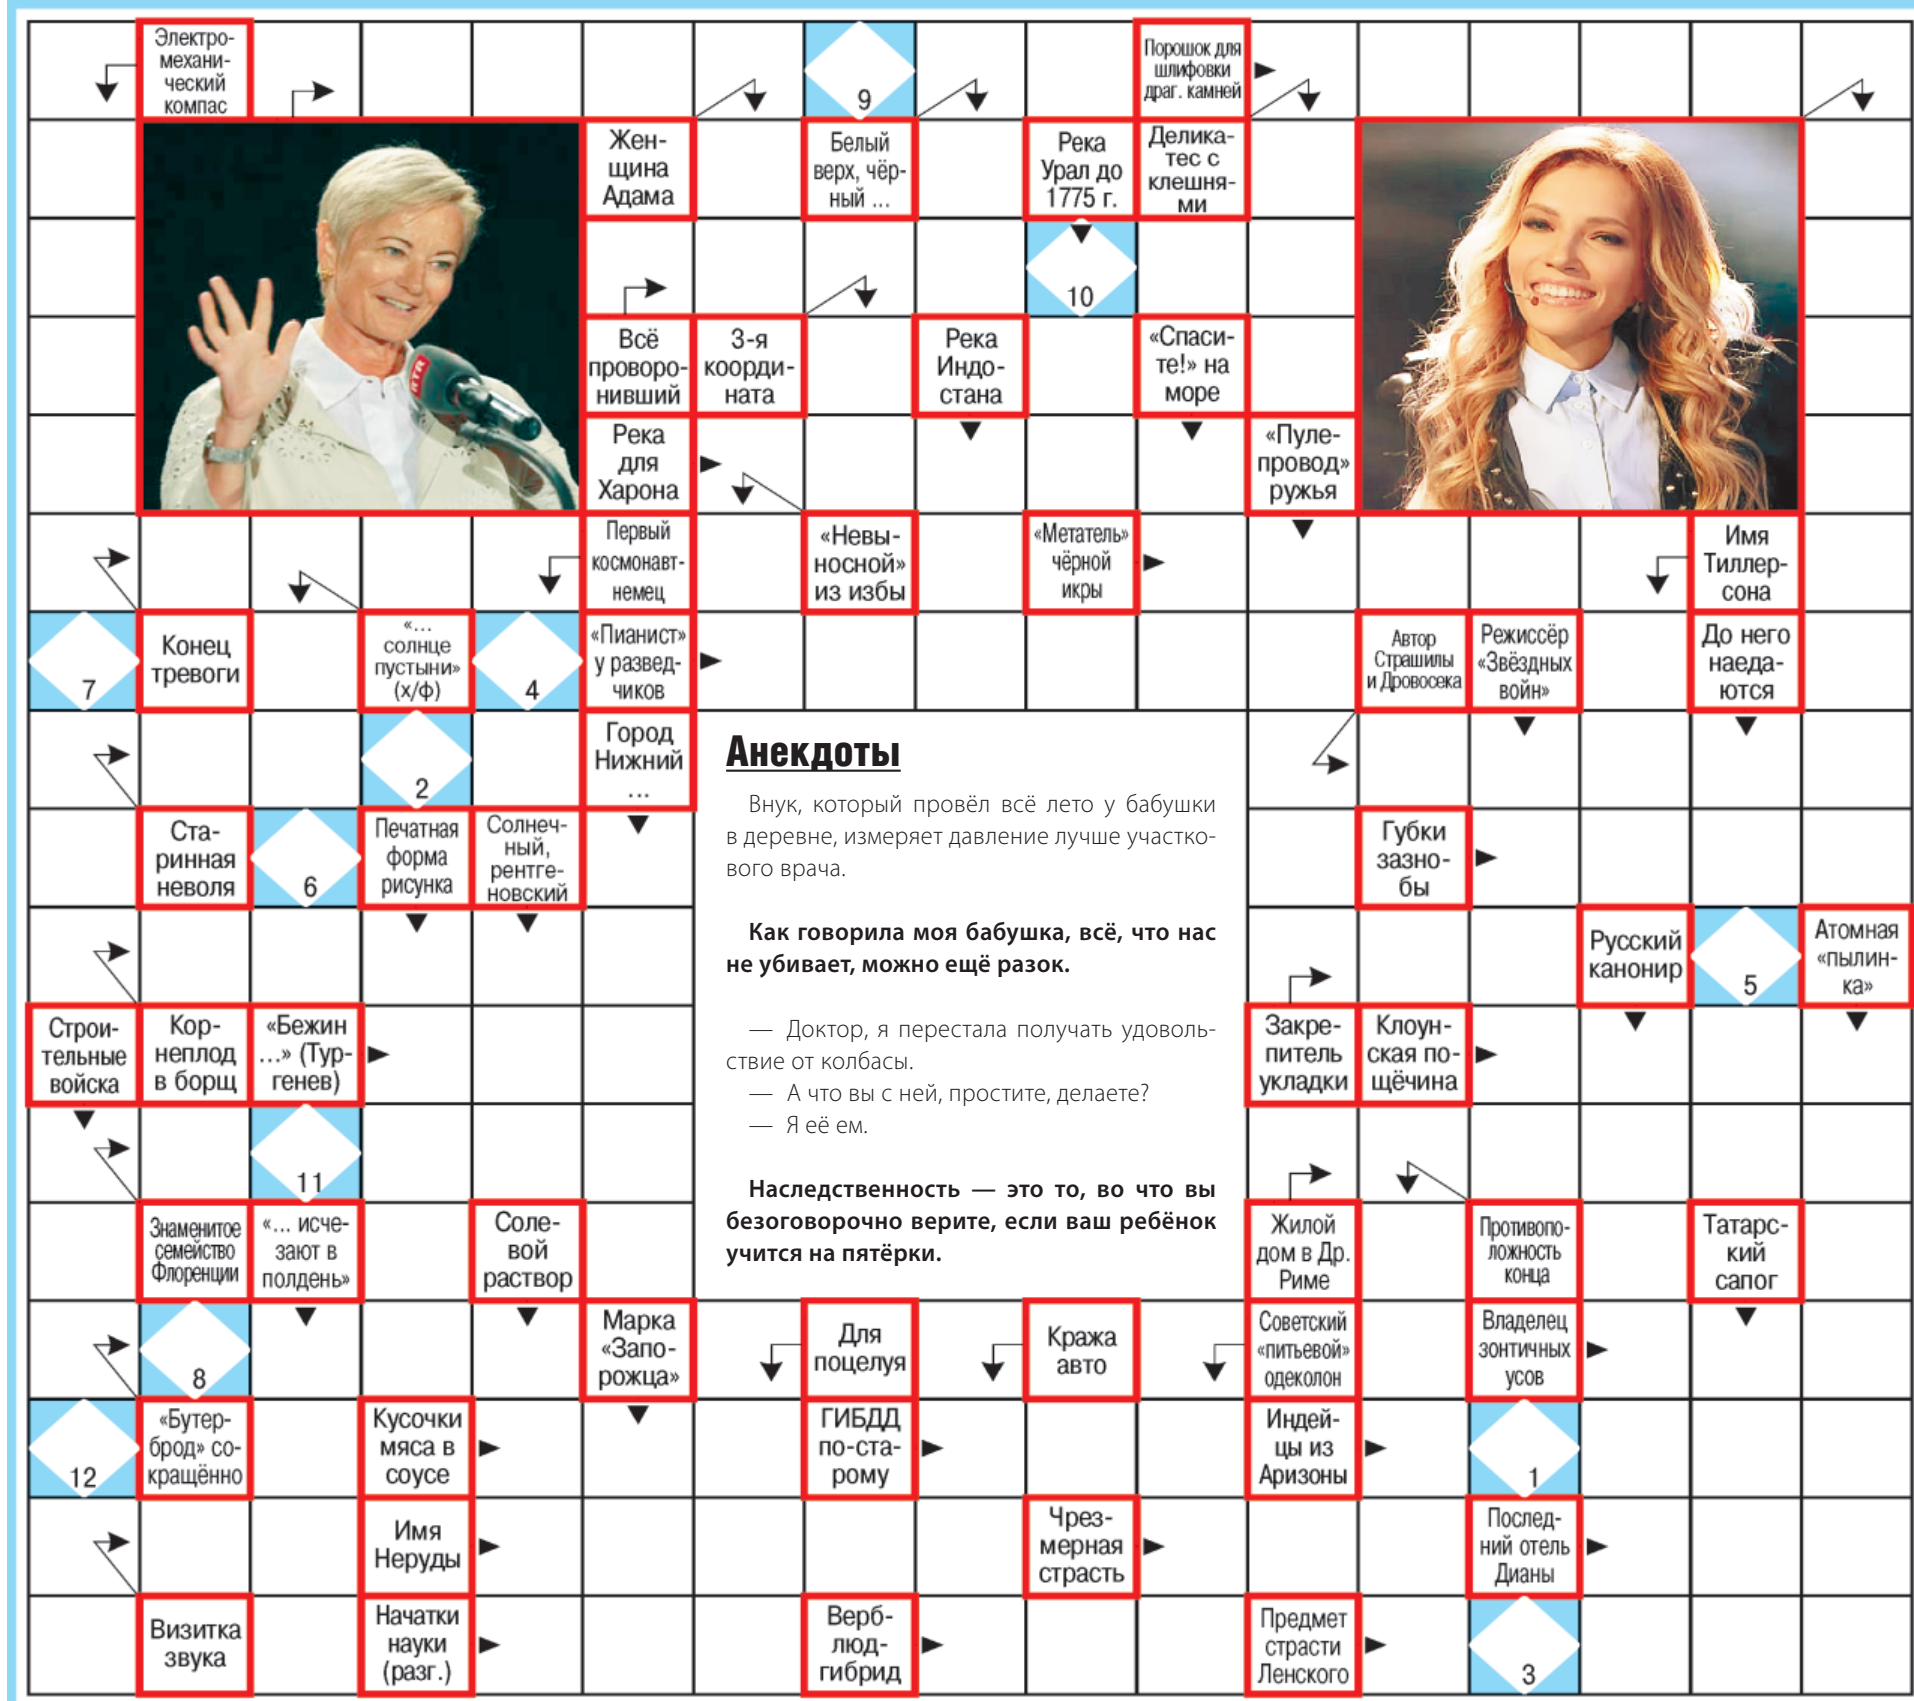 Электро-
механи-
ческий
компас
9
Порошок для
шлифовки
драг. камней
Жен-
щина
Адама
Белый
верх, чёр-
ный ...
Река
Урал до
1775 г.
Делика-
тес с
клешня-
ми
10
RTR
Всё
проворо-
нивший
3-я
коорди-
ната
Река
Индо-
стана
«Спаси-
те!» на
море
Река
для
Харона
«Пуле-
провод»
ружья
Первый
космонавт-
немец
«Невы-
носной»
из избы
«Метатель»
чёрной
икры
Имя
Тиллер-
сона
7
Конец
тревоги
«...
солнце
пустыни»
(х/ф)
4
«Пианист»
у развед-
чиков
Автор
Страшилы
и Дровосека
Режиссёр
«Звёздных
войн»
До него
наеда-
ются
2
Город
Нижний
...
Ста-
ринная
неволя
6
Печатная
форма
рисунка
Солнеч-
ный,
рентге-
новский
Анекдоты
Внук, который провёл всё лето у бабушки
в деревне, измеряет давление лучше участко-
вого врача.
Как говорила моя бабушка, всё, что нас
не убивает, можно ещё разок.
— Доктор, я перестала получать удоволь-
ствие от колбасы.
— А что вы с ней, простите, делаете?
— Я её ем.
Наследственность — это то, во что вы
безоговорочно верите, если ваш ребёнок
учится на пятёрки.
Губки
зазно-
бы
Русский
канонир
5
Атомная
«пылин-
ка»
Строи-
тельные
войска
Кор-
неплод
в борщ
«Бежин
...» (Тур-
генев)
Закре-
питель
укладки
Клоун-
ская по-
щёчина
11
Знаменитое
семейство
Флоренции
«... исче-
зают в
полдень»
Соле-
вой
раствор
Жилой
дом в Др.
Риме
Противопо-
ложность
конца
Татарс-
кий
сапог
8
Марка
«Запо-
рожца»
Для
поцелуя
Кража
авто
Советский
«питьевой»
одеколон
Владелец
зонтичных
усов
12
«Бутер-
брод» со-
кращённо
Кусочки
мяса в
соусе
ГИБДД
по-ста-
рому
Индей-
цы из
Аризоны
1
Имя
Неруды
Чрез-
мерная
страсть
Послед-
ний отель
Дианы
Визитка
звука
Начатки
науки
(разг.)
Верб-
люд-
гибрид
Предмет
страсти
Ленского
3